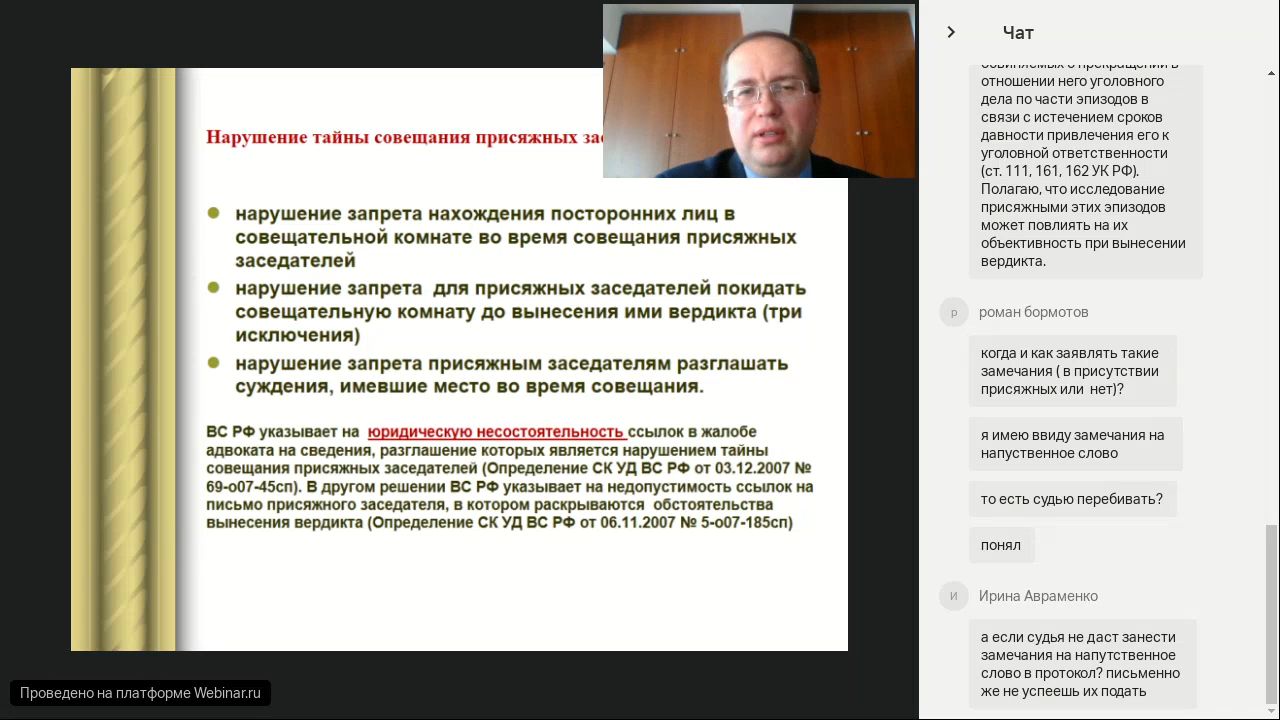 Нарушение тайны совещания присяжных
нарушение запрета нахождения посторонних лиц в
совещательной комнате во время совещания присяжных
заседателей
нарушение запрета для присяжных заседателей покидать
совещательную комнату до вынесения ими вердикта (три
исключения)
нарушение запрета присяжным заседателям разглашать
суждения, имевшие место во время совещания.
ВС РФ указывает на юридическую несостоятельность ссылок в жалобе
адвоката на сведения, разглашение которых является нарушением тайны
совещания присяжных заседателей (Определение СК УД ВС РФ от 03.12.2007 №
69-о07-45сп). В другом решении ВС РФ указывает на недопустимость ссылок на
письмо присяжного заседателя, в котором раскрываются обстоятельства
вынесения вердикта (Определение СК УД ВС РФ от 06.11.2007 № 5-о07-185сп)
Проведено на платформе Webinar.ru
Чат
отношении него уголовного
дела по части эпизодов в
связи с истечением сроков
давности привлечения его к
уголовной ответственности
(ст. 111, 161, 162 УК РФ).
Полагаю, что исследование
присяжными этих эпизодов
может повлиять на их
объективность при вынесении
вердикта.
р
роман бормотов
когда и как заявлять такие
замечания ( в присутствии
присяжных или нет)?
я имею ввиду замечания на
напуственное слово
то есть судью перебивать?
понял
И
Ирина Авраменко
а если судья не даст занести
замечания на напутственное
слово в протокол? письменно
же не успеешь их подать